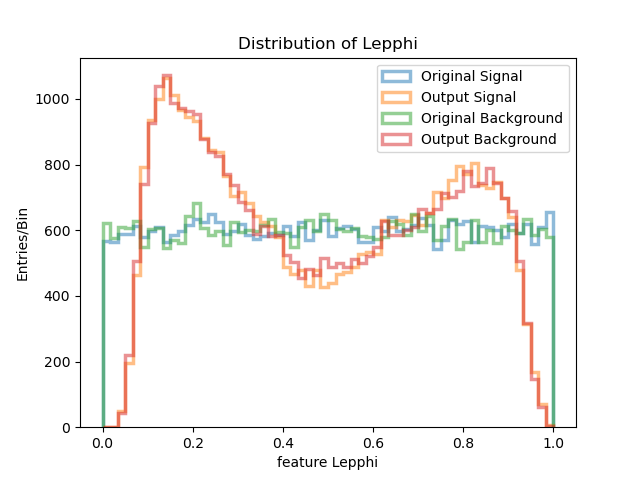 Distribution of Lepphi
Original Signal
Output Signal
Original Background
Output Background
Entries/Bin
1000
800
600
400
200
0
0.0 0.2 0.4 0.6 0.8 1.0
feature Lepphi